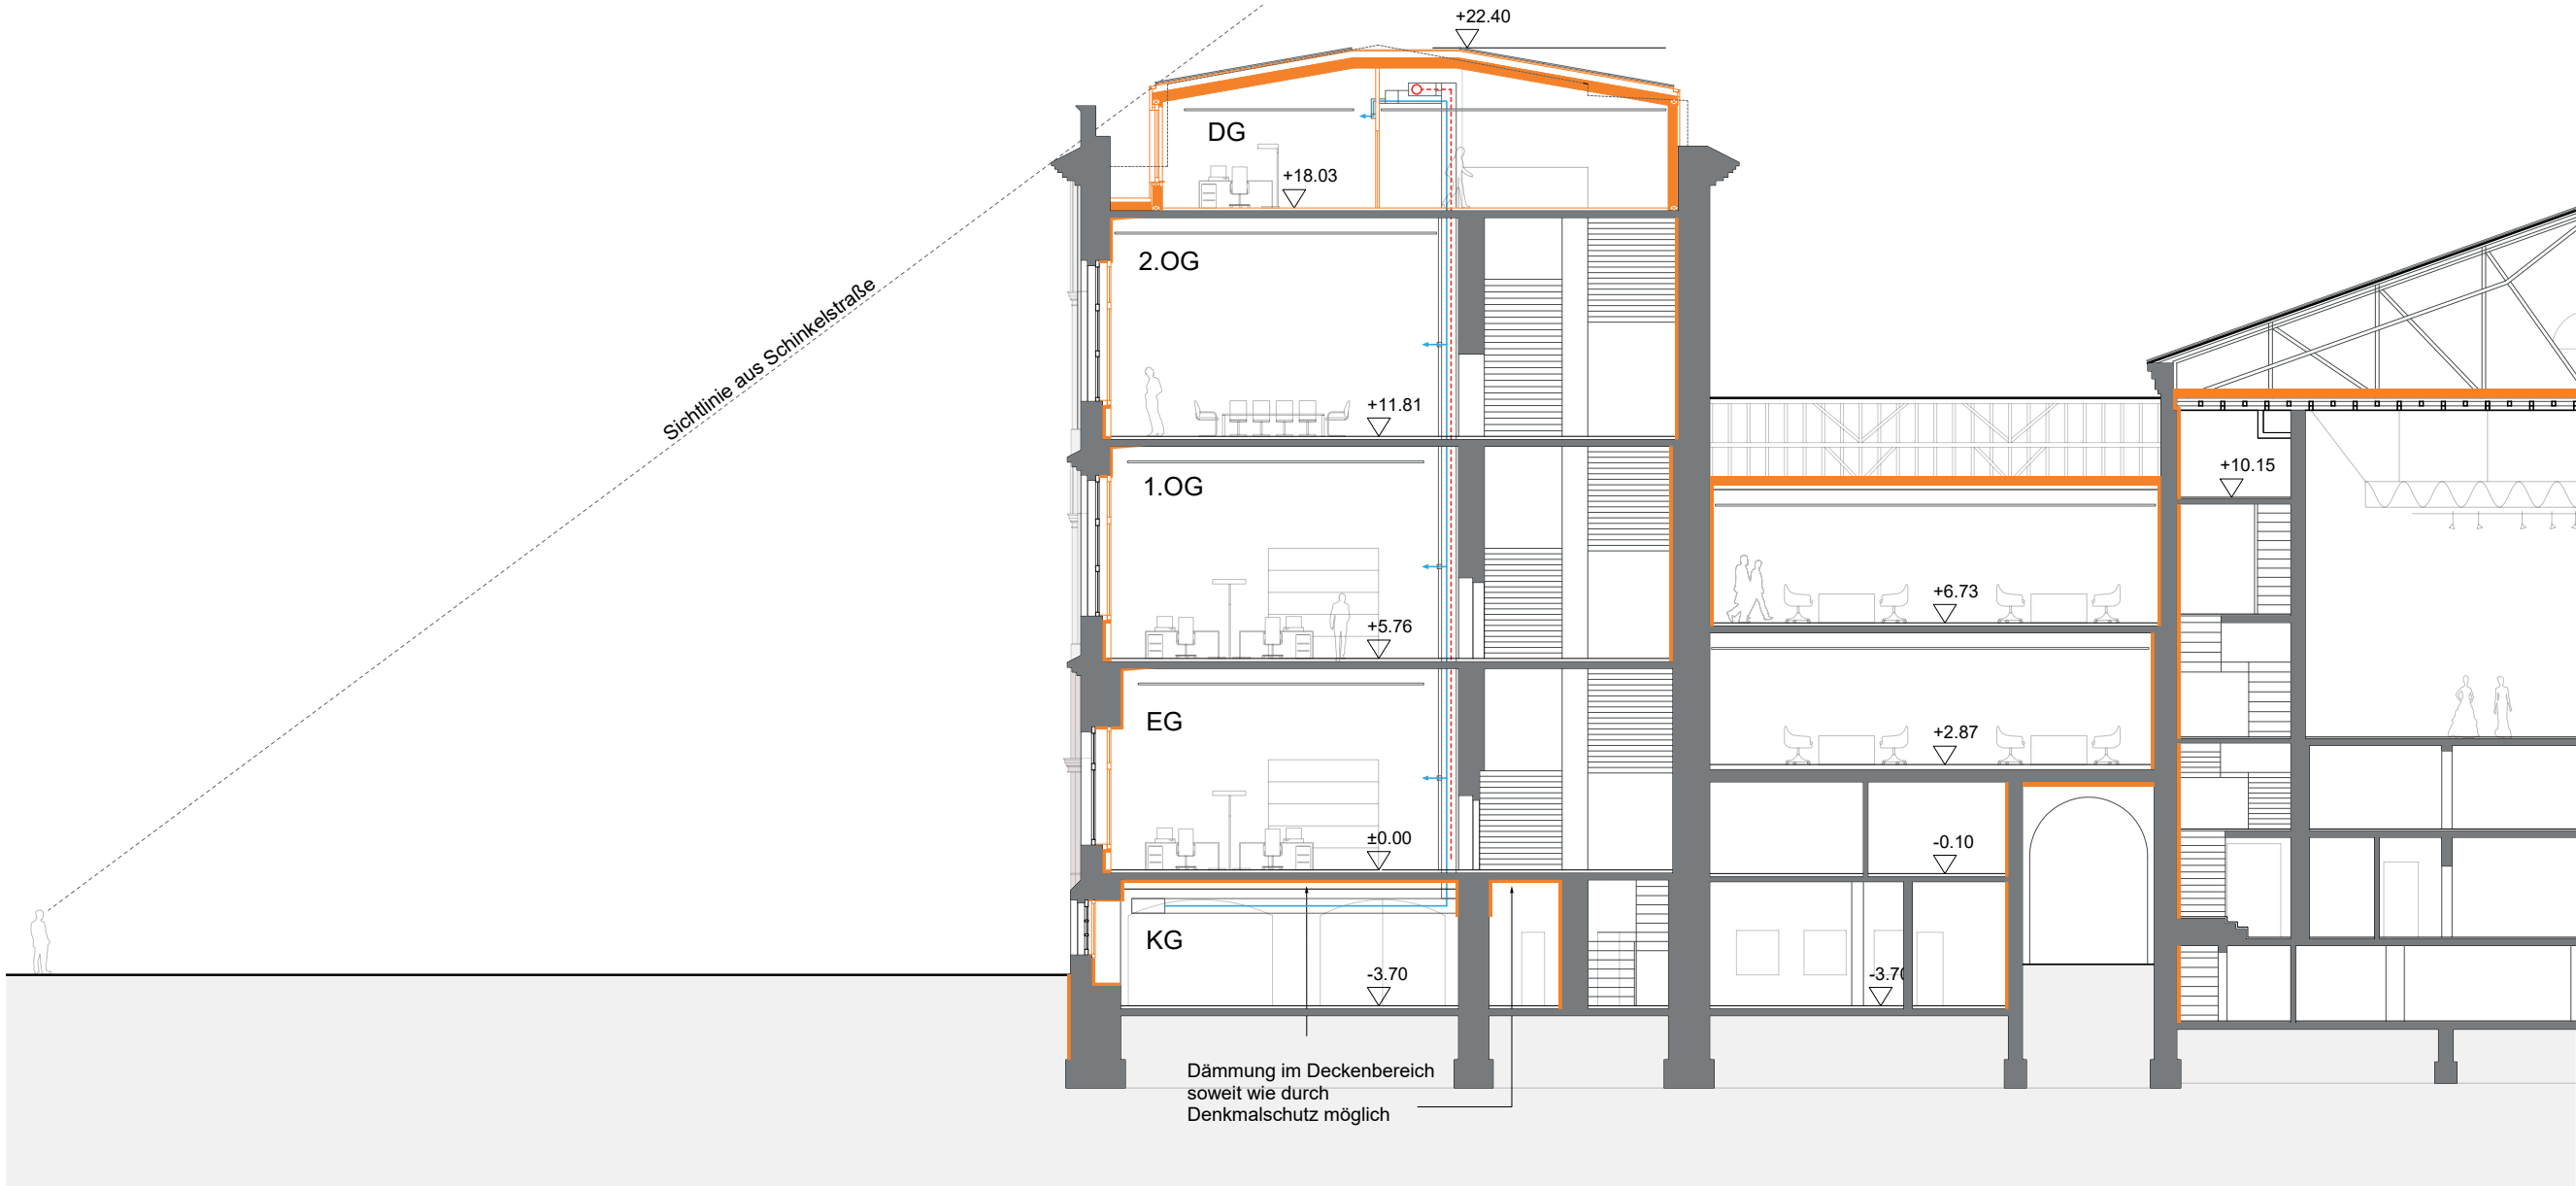 +22.40
DG
+18.03
2.OG
Sichtlinie aus Schinkelstraße
+11.81
+10.15
1.OG
+6.73
+5.76
EG
+2.87
±0.00
-0.10
KG
-3.70
-3.70
Dämmung im Deckenbereich
soweit wie durch
Denkmalschutz möglich